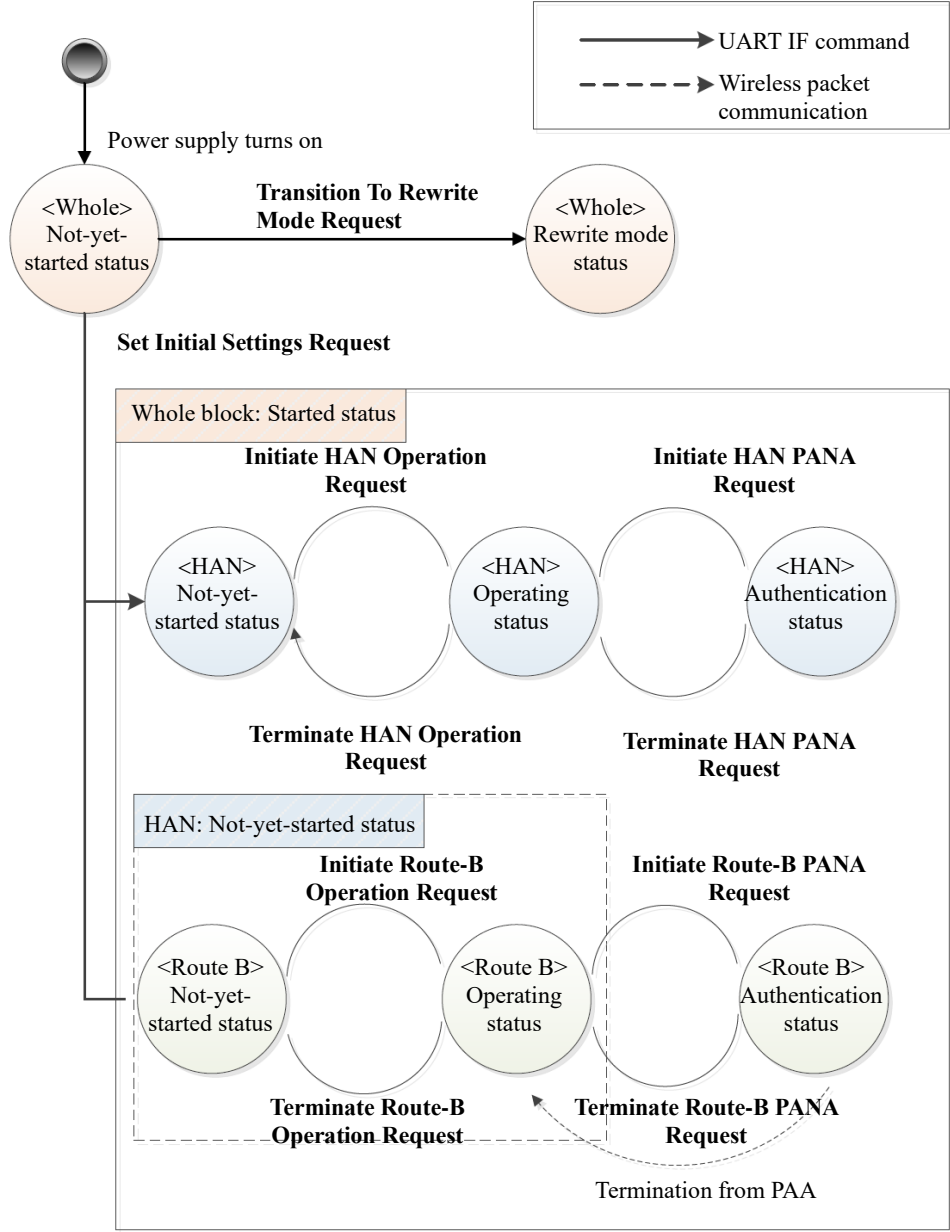 UART IF command
Wireless packet
communication
Power supply turns on
<Whole>
Not-yet-
started status
Transition To Rewrite
Mode Request
<Whole>
Rewrite mode
status
Set Initial Settings Request
Whole block: Started status
Initiate HAN Operation
Request
Initiate HAN PANA
Request
<HAN>
Not-yet-
started status
<HAN>
Operating
status
<HAN>
Authentication
status
Terminate HAN Operation
Request
Terminate HAN PANA
Request
HAN: Not-yet-started status
Initiate Route-B
Operation Request
Initiate Route-B PANA
Request
<Route B>
Not-yet-
started status
<Route B>
Operating
status
<Route B>
Authentication
status
Terminate Route-B
Operation Request
Terminate Route-B PANA
Request
Termination from PAA